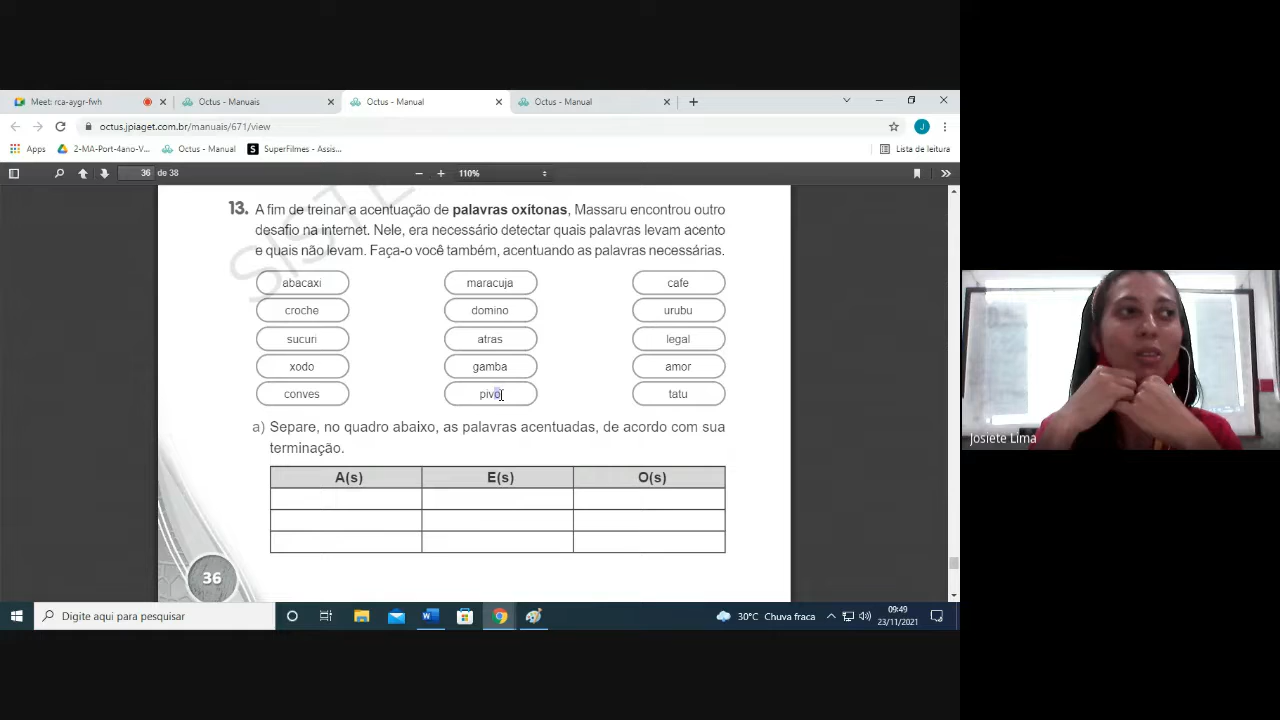 Meet: rca-aygr-fwh
Octus - Manuais
Octus - Manual
Octus - Manual
octus.jpiaget.com.br/manuais/671/view
J
Apps
2-MA-Port-4ano-V...
Octus - Manual
S
SuperFilmes - Assis...
Lista de leitura
36 de 38
110%
SISTE
13. A fim de treinar a acentuação de palavras oxítonas, Massaru encontrou outro
desafio na internet. Nele, era necessário detectar quais palavras levam acento
e quais não levam. Faça-o você também, acentuando as palavras necessárias.
abacaxi maracuja cafe
croche domino urubu
sucuri atras legal
xodo gamba amor
conves pivo tatu
a) Separe, no quadro abaixo, as palavras acentuadas, de acordo com sua
terminação.
A(s) E(s) O(s)
36
Josiete Lima
Digite aqui para pesquisar
30°C Chuva fraca
09:49
23/11/2021